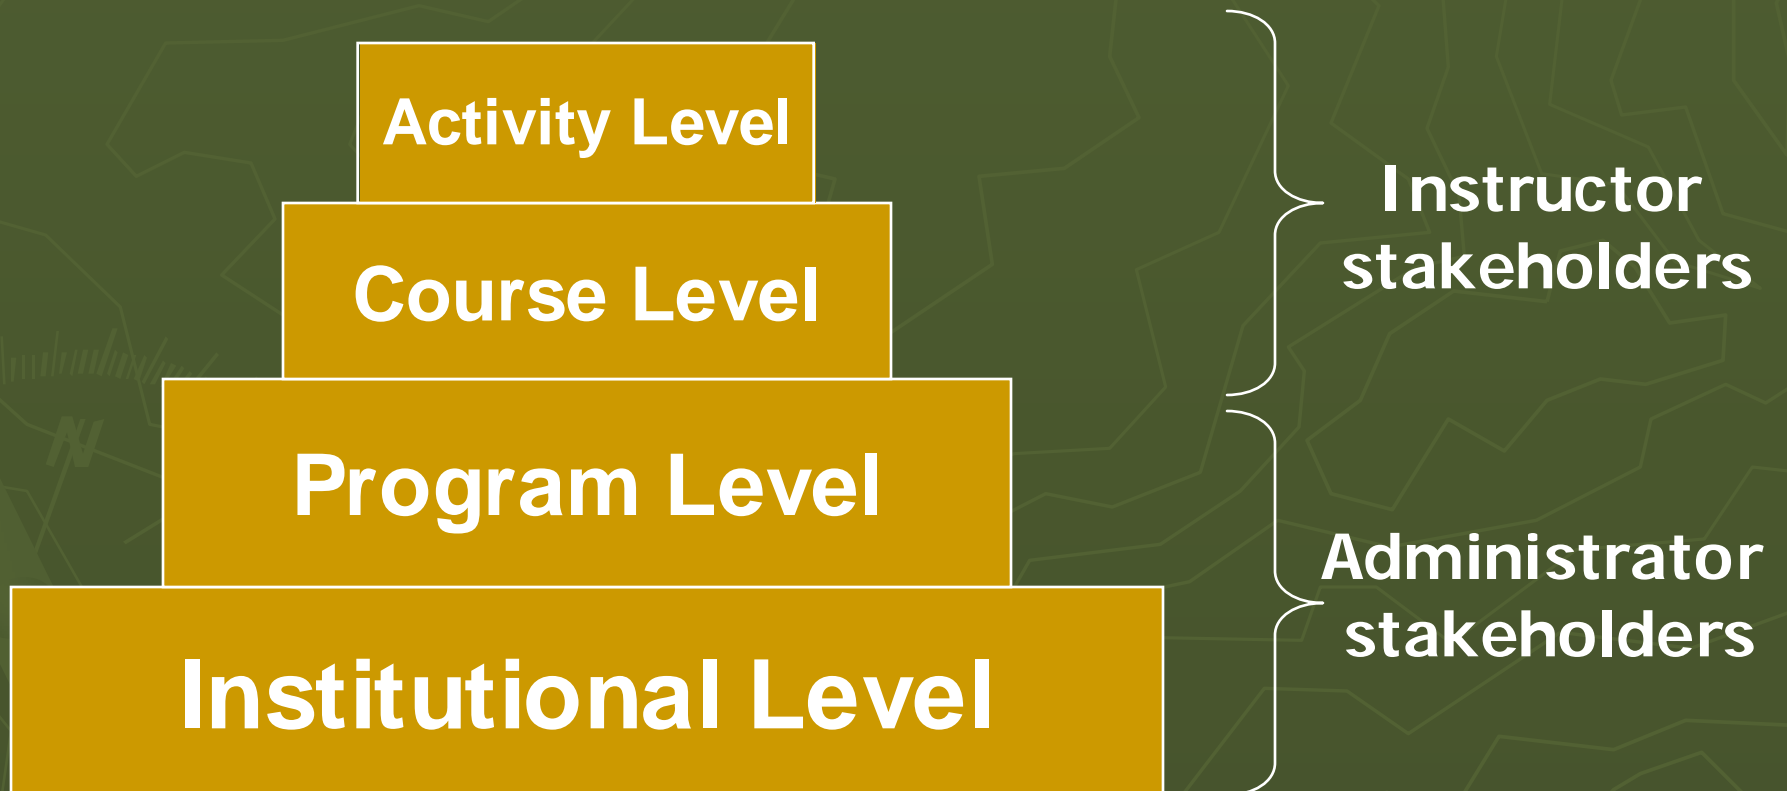 Activity Level
Course Level
Program Level
Institutional Level
Instructor
stakeholders
Administrator
stakeholders
N